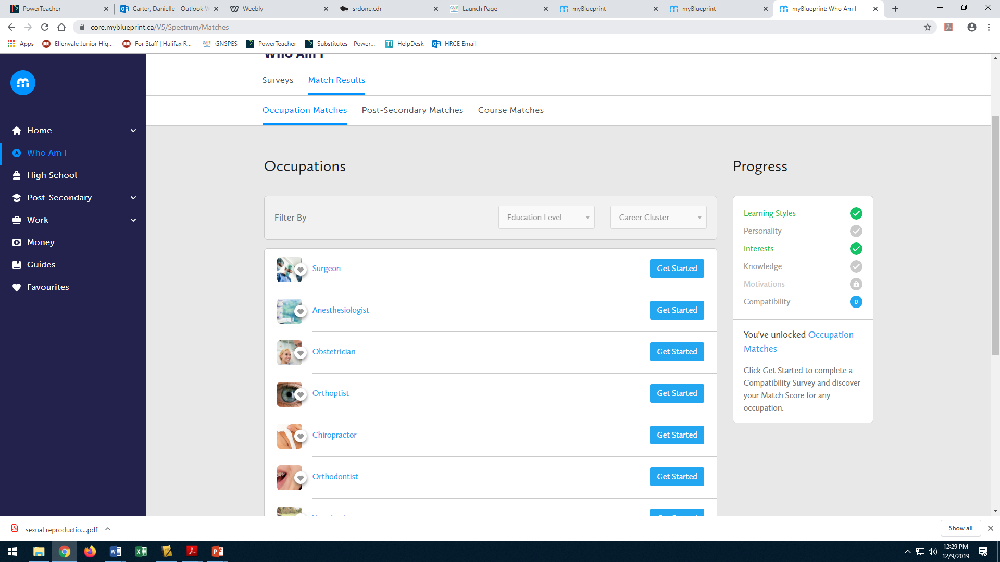 PowerTeacher
Carter, Danielle - Outlook W
Weebly
srdone.cdr
Launch Page
myBlueprint
myBlueprint
myBlueprint: Who Am I
core.myblueprint.ca/V5/Spectrum/Matches
Apps
Ellenvale Junior Hig...
For Staff | Halifax R...
GNSPES
PowerTeacher
Substitutes - Power...
HelpDesk
HRCE Email
Who Am I
Surveys
Match Results
Occupation Matches
Post-Secondary Matches
Course Matches
Home
Who Am I
High School
Post-Secondary
Work
Money
Guides
Favourites
Occupations
Filter By
Education Level
Career Cluster
Surgeon
Get Started
Anesthesiologist
Get Started
Obstetrician
Get Started
Orthoptist
Get Started
Chiropractor
Get Started
Orthodontist
Get Started
Progress
Learning Styles
Personality
Interests
Knowledge
Motivations
Compatibility
0
You've unlocked Occupation
Matches
Click Get Started to complete a
Compatibility Survey and discover
your Match Score for any
occupation.
sexual reproductio....pdf
Show all
12:29 PM
12/9/2019